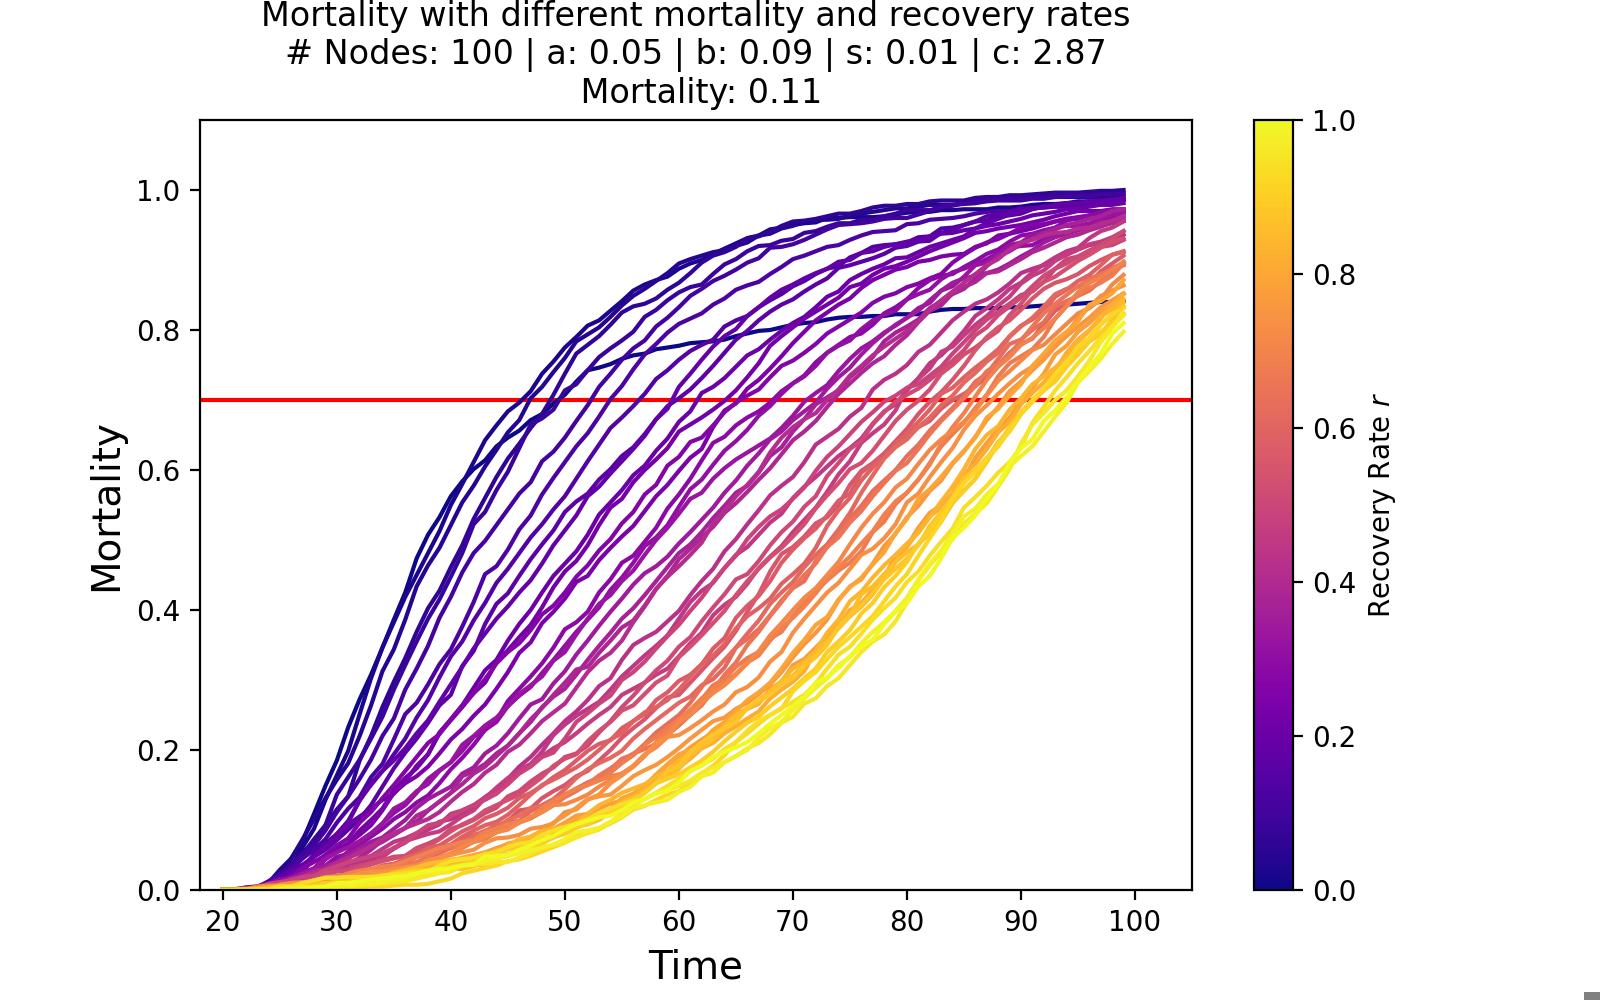 Mortality with different mortality and recovery rates
# Nodes: 100 | a: 0.05 | b: 0.09 | s: 0.01 | c: 2.87
Mortality: 0.11
Mortality
1.0
0.8
0.6
0.4
0.2
0.0
20 30 40 50 60 70 80 90 100
Time
1.0
0.8
0.6
0.4
0.2
0.0
Recovery Rate r